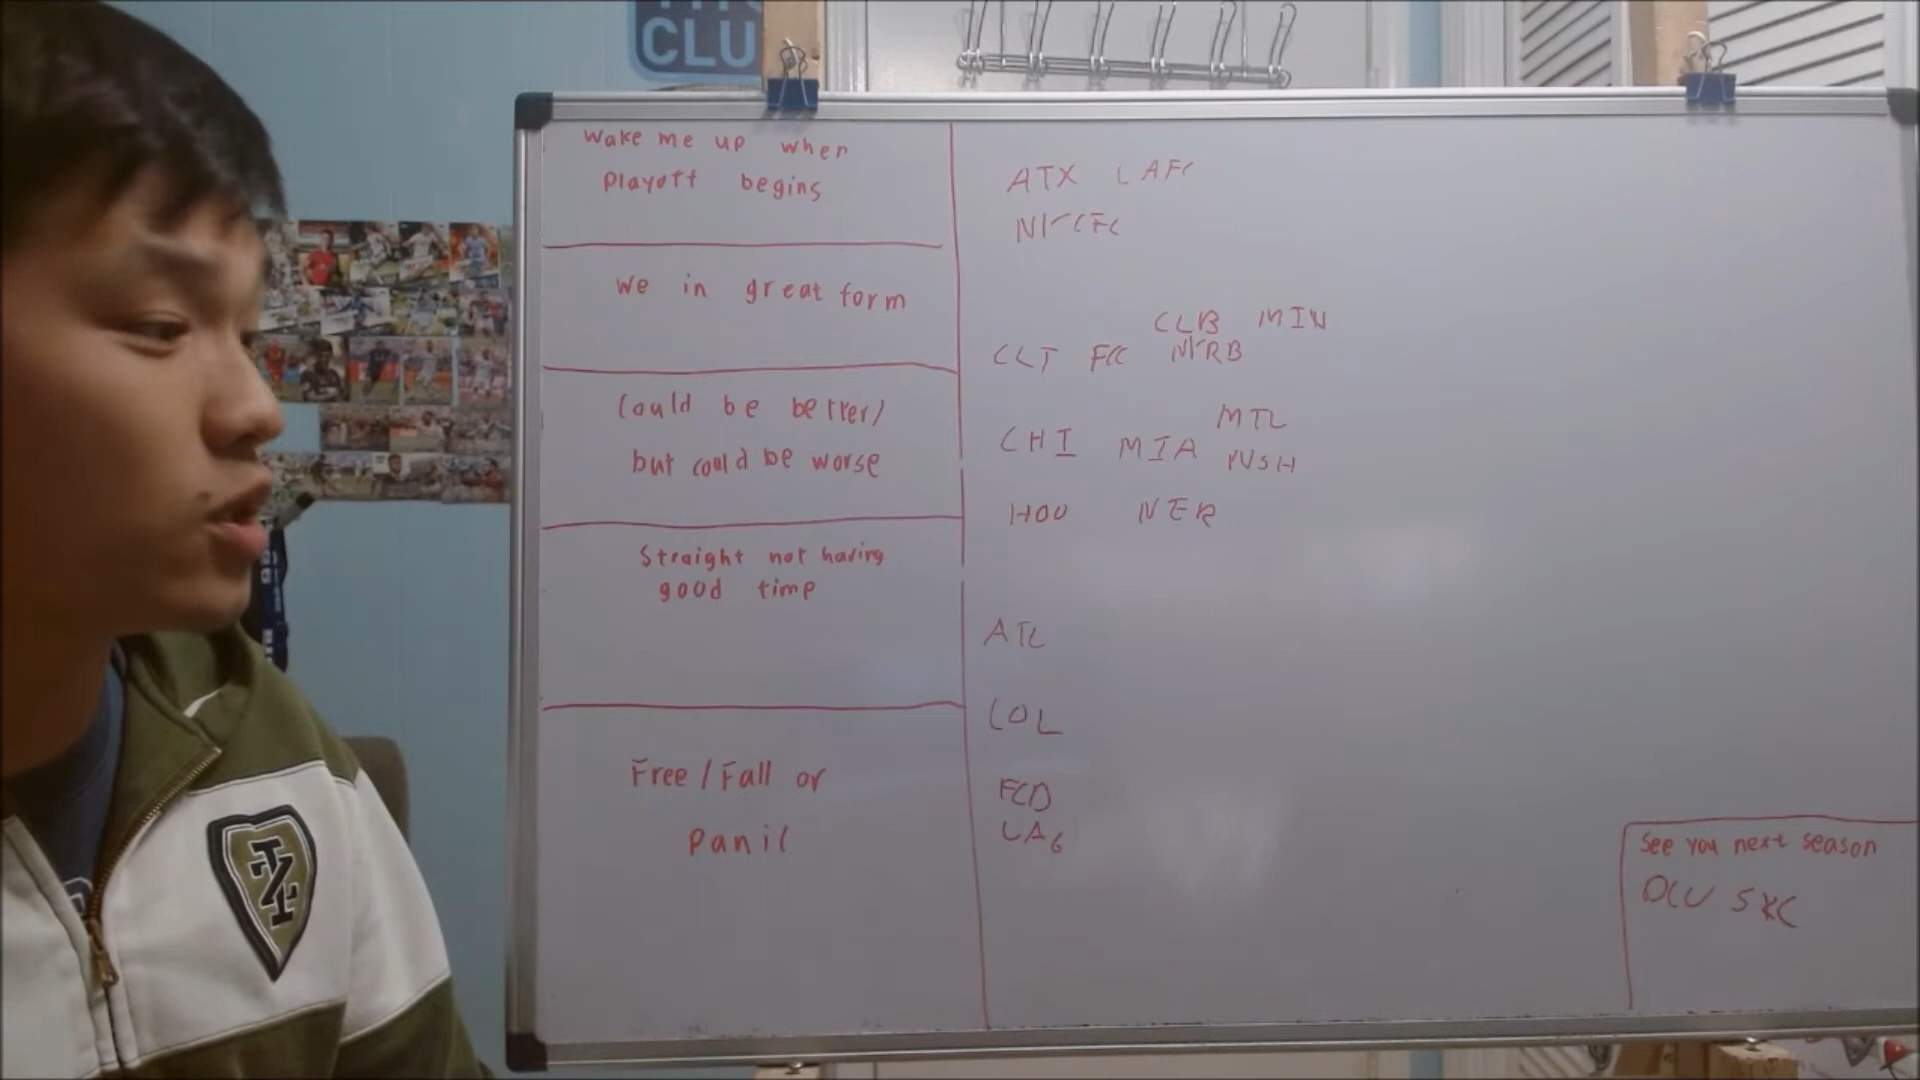 CLU
Wake me up when
Playoff begins
ATX LAFC
NYCFC
We in great form
CLB MIN
CLT FCC NYRB
Could be better/
but could be worse
MTL
CHI MIA NSH
HOU NER
Straight not having
good time
ATL
COL
Free/Fall or
Panic
FCD
LAG
See you next season
DCU SKC